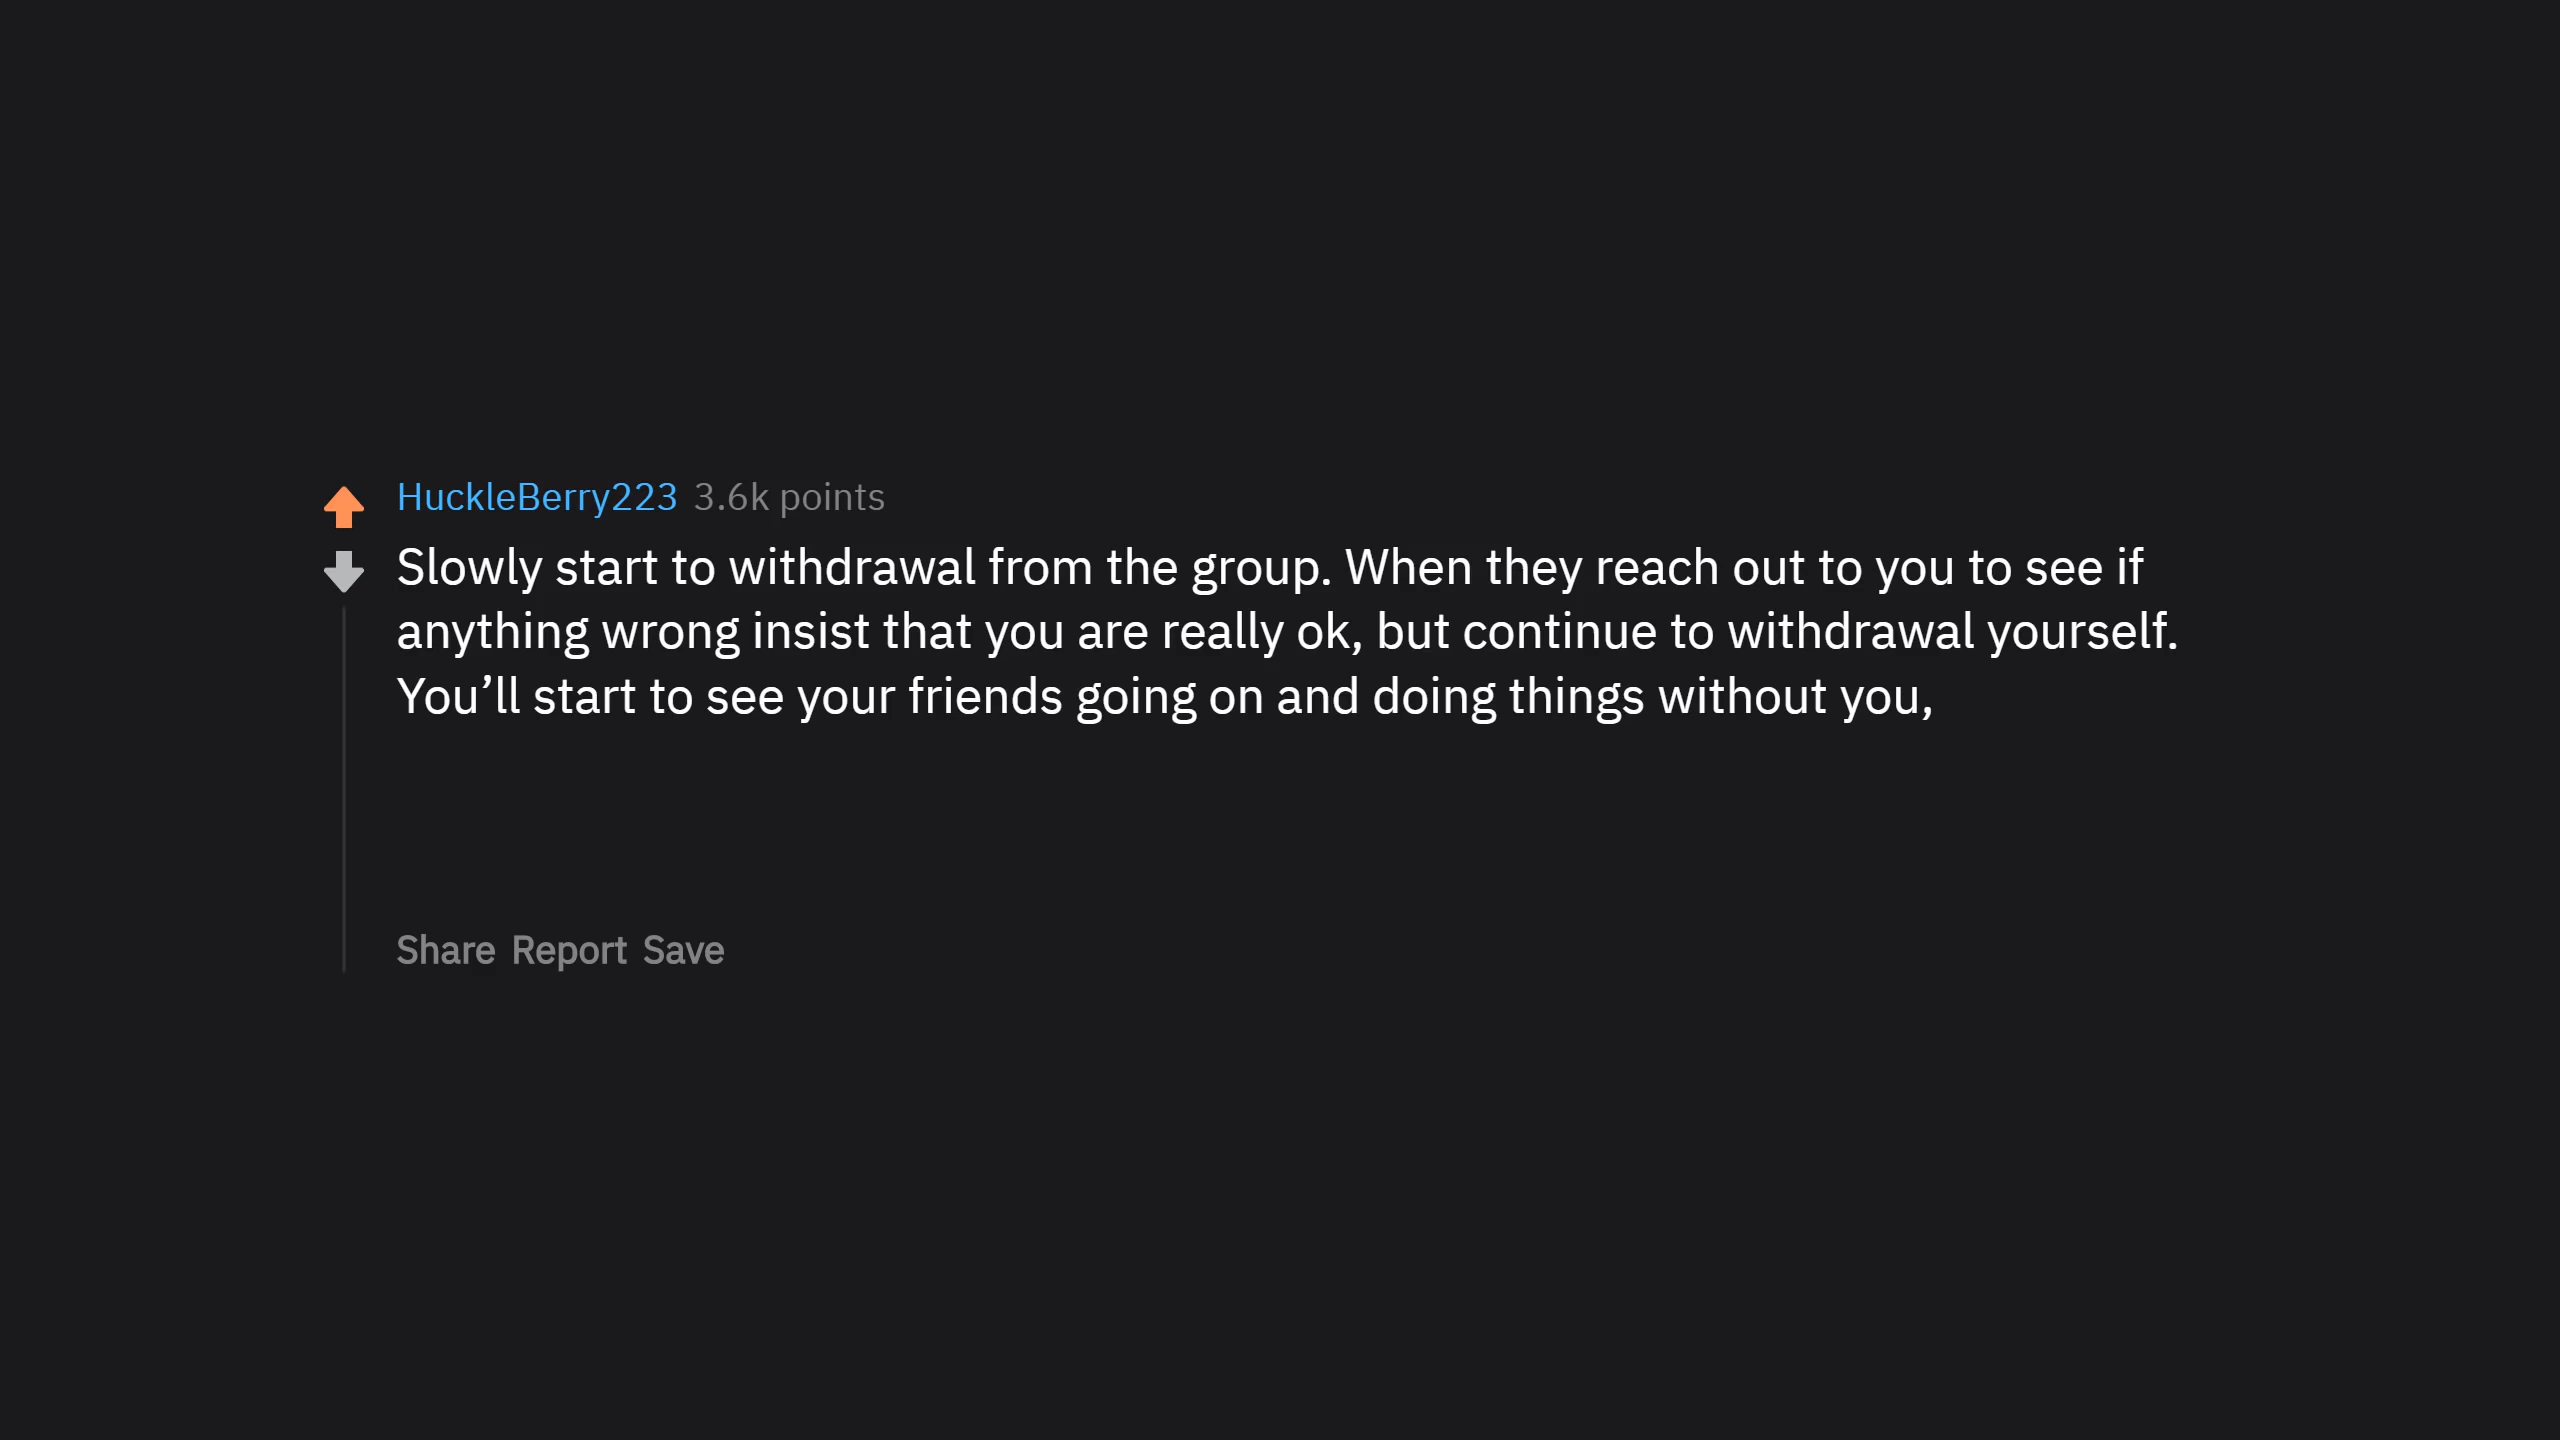 HuckleBerry223 3.6k points
Slowly start to withdrawal from the group. When they reach out to you to see if
anything wrong insist that you are really ok, but continue to withdrawal yourself.
You’ll start to see your friends going on and doing things without you,
Share Report Save